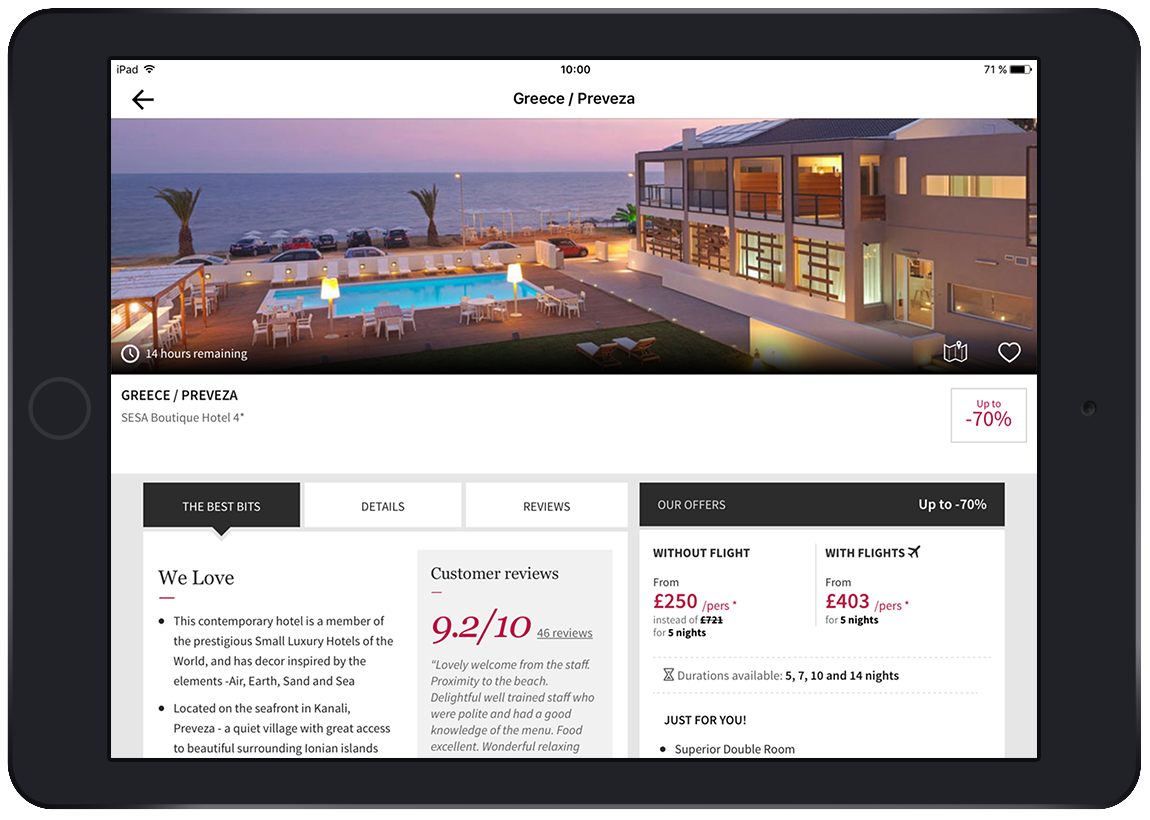 iPad 10:00 71 %
Greece / Preveza
14 hours remaining
GREECE / PREVEZA
SESA Boutique Hotel 4*
Up to
-70%
THE BEST BITS
DETAILS
REVIEWS
We Love
This contemporary hotel is a member of
the prestigious Small Luxury Hotels of the
World, and has decor inspired by the
elements -Air, Earth, Sand and Sea
Located on the seafront in Kanali,
Preveza - a quiet village with great access
to beautiful surrounding Ionian islands
Customer reviews
9.2/10 46 reviews
“Lovely welcome from the staff.
Proximity to the beach.
Delightful well trained staff who
were polite and had a good
knowledge of the menu. Food
excellent. Wonderful relaxing
OUR OFFERS Up to -70%
WITHOUT FLIGHT
From
£250 /pers *
instead of £721
for 5 nights
WITH FLIGHTS
From
£403 /pers *
for 5 nights
Durations available: 5, 7, 10 and 14 nights
JUST FOR YOU!
Superior Double Room